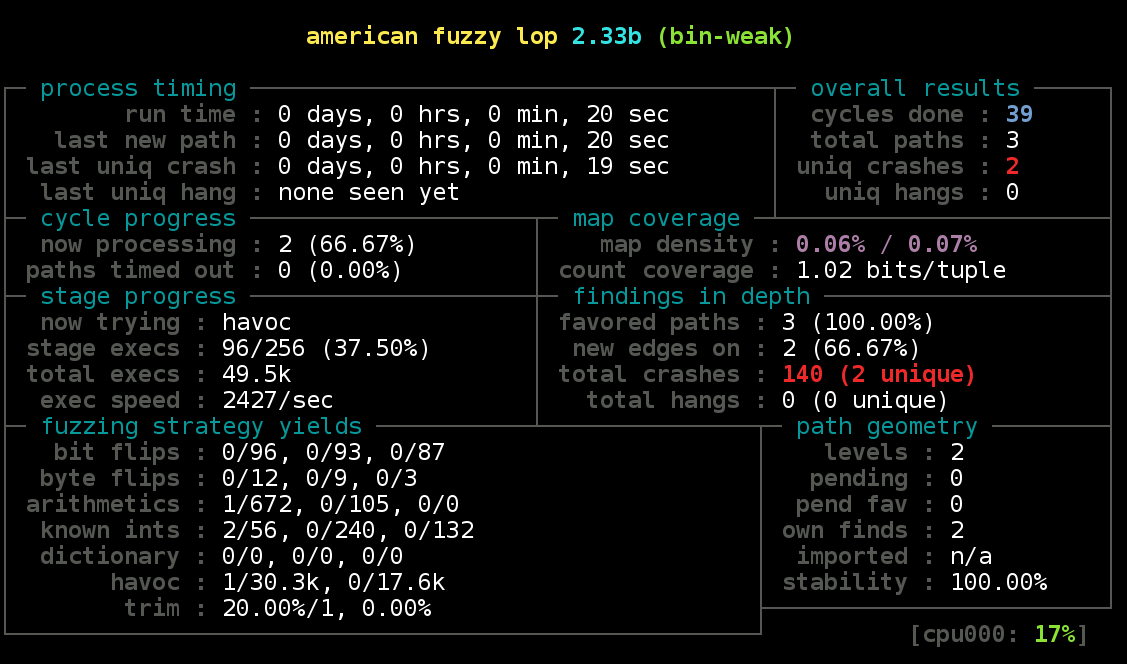 american fuzzy lop 2.33b (bin-weak)
process timing overall results
run time : 0 days, 0 hrs, 0 min, 20 sec cycles done : 39
last new path : 0 days, 0 hrs, 0 min, 20 sec total paths : 3
last uniq crash : 0 days, 0 hrs, 0 min, 19 sec uniq crashes : 2
last uniq hang : none seen yet uniq hangs : 0
cycle progress map coverage
now processing : 2 (66.67%) map density : 0.06% / 0.07%
paths timed out : 0 (0.00%) count coverage : 1.02 bits/tuple
stage progress findings in depth
now trying : havoc favored paths : 3 (100.00%)
stage execs : 96/256 (37.50%) new edges on : 2 (66.67%)
total execs : 49.5k total crashes : 140 (2 unique)
exec speed : 2427/sec total hangs : 0 (0 unique)
fuzzing strategy yields path geometry
bit flips : 0/96, 0/93, 0/87 levels : 2
byte flips : 0/12, 0/9, 0/3 pending : 0
arithmetics : 1/672, 0/105, 0/0 pend fav : 0
known ints : 2/56, 0/240, 0/132 own finds : 2
dictionary : 0/0, 0/0, 0/0 imported : n/a
havoc : 1/30.3k, 0/17.6k stability : 100.00%
trim : 20.00%/1, 0.00%
[cpu000: 17%]